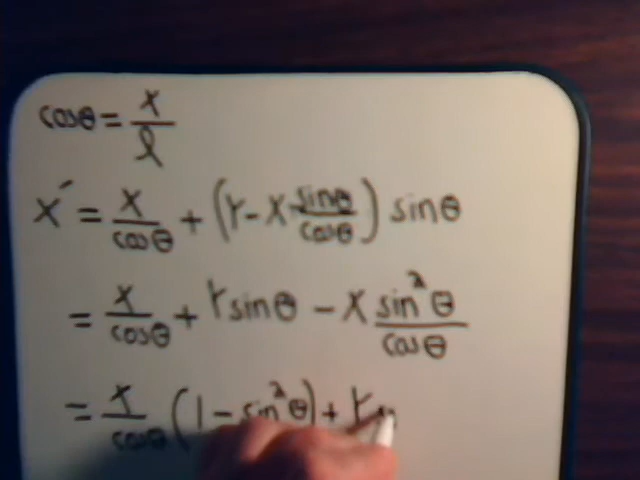 cosθ = x/l
x' = x/cosθ + (y - x sinθ/cosθ) sinθ
= x/cosθ + y sinθ - x sin²θ/cosθ
= x/cosθ (1 - sin²θ) + y